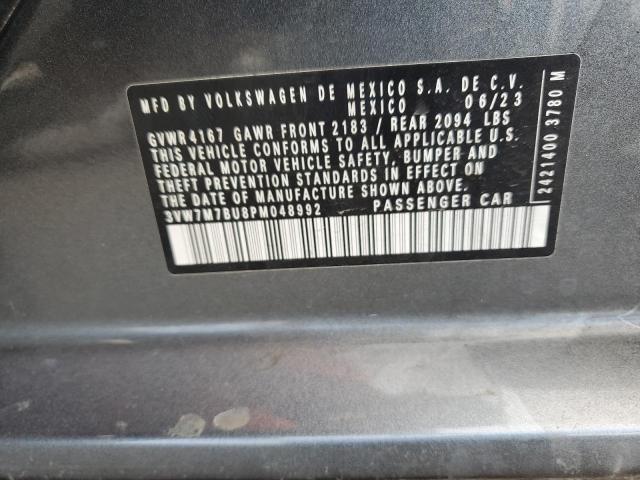 MFD BY VOLKSWAGEN DE MEXICO S.A. DE C.V.
MEXICO 06/23
GVWR 4167 GAWR FRONT 2183 / REAR 2094 LBS
THIS VEHICLE CONFORMS TO ALL APPLICABLE U.S.
FEDERAL MOTOR VEHICLE SAFETY, BUMPER AND
THEFT PREVENTION STANDARDS IN EFFECT ON
THE DATE OF MANUFACTURE SHOWN ABOVE.
3VW7M7BU8PM048992 PASSENGER CAR
2421400 3780 M